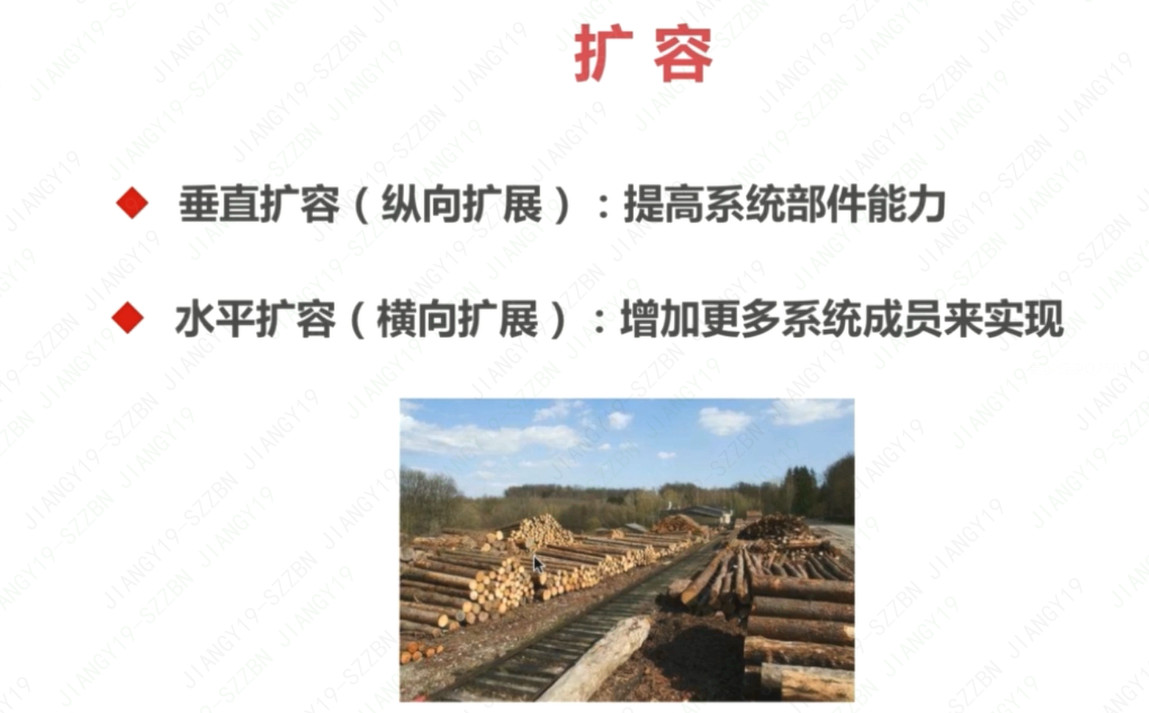 扩 容
垂直扩容（纵向扩展）：提高系统部件能力
水平扩容（横向扩展）：增加更多系统成员来实现
JIANGY19-SZZBN